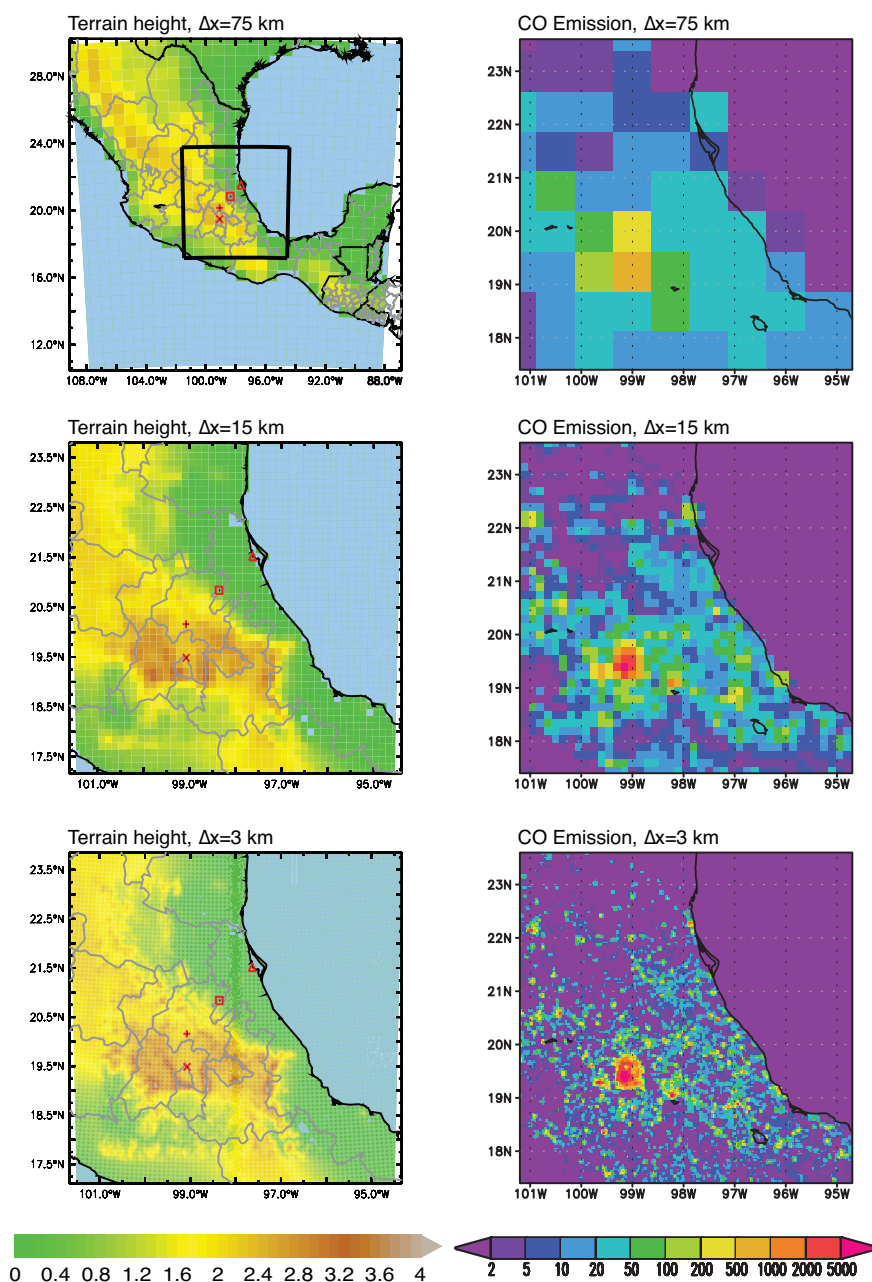 Terrain height, Δx=75 km
CO Emission, Δx=75 km
28.0°N
24.0°N
20.0°N
16.0°N
12.0°N
108.0°W 104.0°W 100.0°W 96.0°W 92.0°W 88.0°W
23N
22N
21N
20N
19N
18N
101W 100W 99W 98W 97W 96W 95W
Terrain height, Δx=15 km
CO Emission, Δx=15 km
23.5°N
22.5°N
21.5°N
20.5°N
19.5°N
18.5°N
17.5°N
101.0°W 99.0°W 97.0°W 95.0°W
23N
22N
21N
20N
19N
18N
101W 100W 99W 98W 97W 96W 95W
Terrain height, Δx=3 km
CO Emission, Δx=3 km
23.5°N
22.5°N
21.5°N
20.5°N
19.5°N
18.5°N
17.5°N
101.0°W 99.0°W 97.0°W 95.0°W
23N
22N
21N
20N
19N
18N
101W 100W 99W 98W 97W 96W 95W
0 0.4 0.8 1.2 1.6 2 2.4 2.8 3.2 3.6 4
2 5 10 20 50 100 200 500 1000 2000 5000